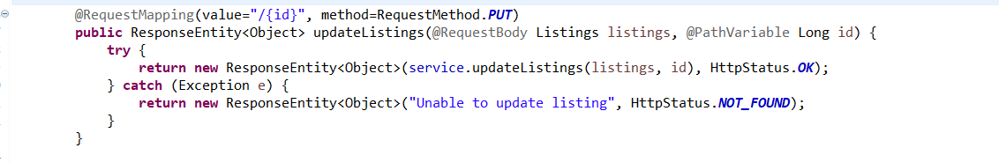 @RequestMapping(value="/{id}", method=RequestMethod.PUT)
public ResponseEntity<Object> updateListings(@RequestBody Listings listings, @PathVariable Long id) {
try {
return new ResponseEntity<Object>(service.updateListings(listings, id), HttpStatus.OK);
} catch (Exception e) {
return new ResponseEntity<Object>("Unable to update listing", HttpStatus.NOT_FOUND);
}
}